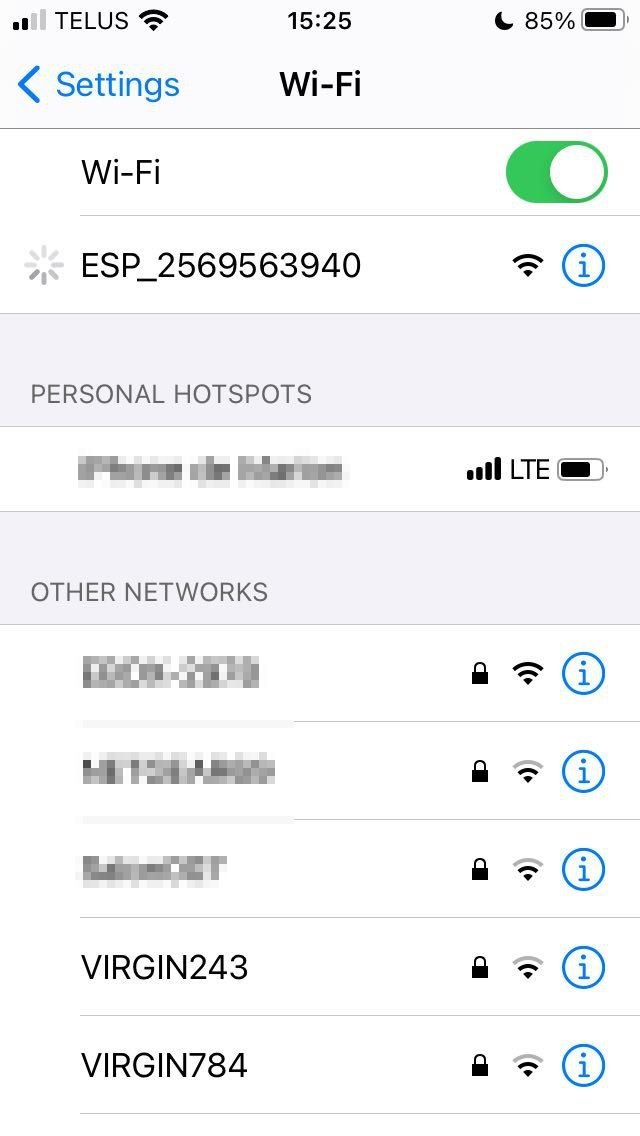 TELUS 15:25 85%
Settings Wi-Fi
Wi-Fi
ESP_2569563940
PERSONAL HOTSPOTS
LTE
OTHER NETWORKS
VIRGIN243
VIRGIN784